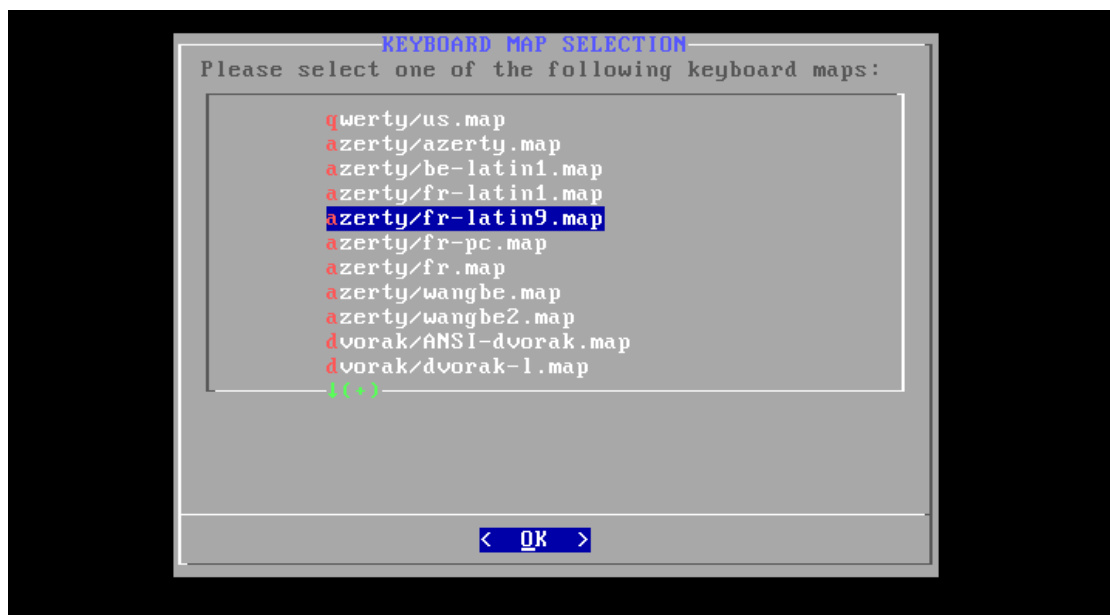 KEYBOARD MAP SELECTION
Please select one of the following keyboard maps:
qwerty/us.map
azerty/azerty.map
azerty/be-latin1.map
azerty/fr-latin1.map
azerty/fr-latin9.map
azerty/fr-pc.map
azerty/fr.map
azerty/wangbe.map
azerty/wangbe2.map
dvorak/ANSI-dvorak.map
dvorak/dvorak-l.map
↓(+)
< OK >